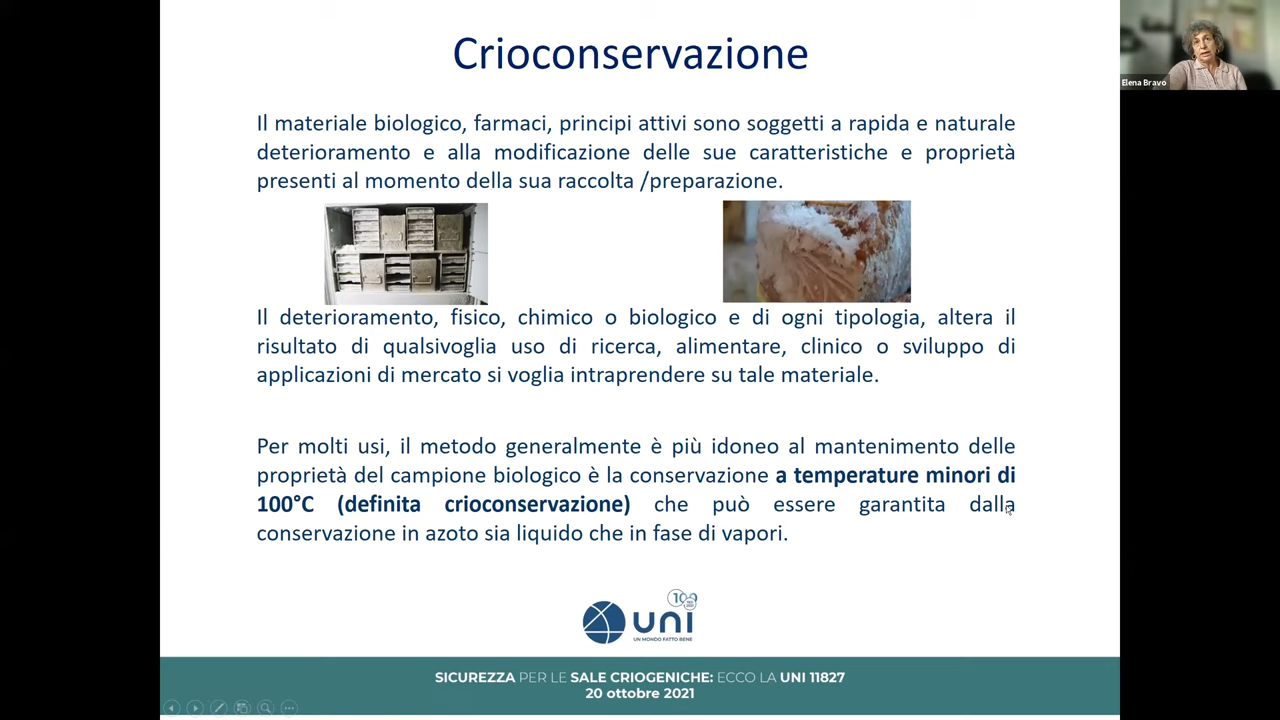 Crioconservazione
Elena Bravo
Il materiale biologico, farmaci, principi attivi sono soggetti a rapida e naturale
deterioramento e alla modificazione delle sue caratteristiche e proprietà
presenti al momento della sua raccolta /preparazione.
Il deterioramento, fisico, chimico o biologico e di ogni tipologia, altera il
risultato di qualsivoglia uso di ricerca, alimentare, clinico o sviluppo di
applicazioni di mercato si voglia intraprendere su tale materiale.
Per molti usi, il metodo generalmente è più idoneo al mantenimento delle
proprietà del campione biologico è la conservazione a temperature minori di
100°C (definita crioconservazione) che può essere garantita dalla
conservazione in azoto sia liquido che in fase di vapori.
uni
UN MONDO FATTO BENE
SICUREZZA PER LE SALE CRIOGENICHE: ECCO LA UNI 11827
20 ottobre 2021